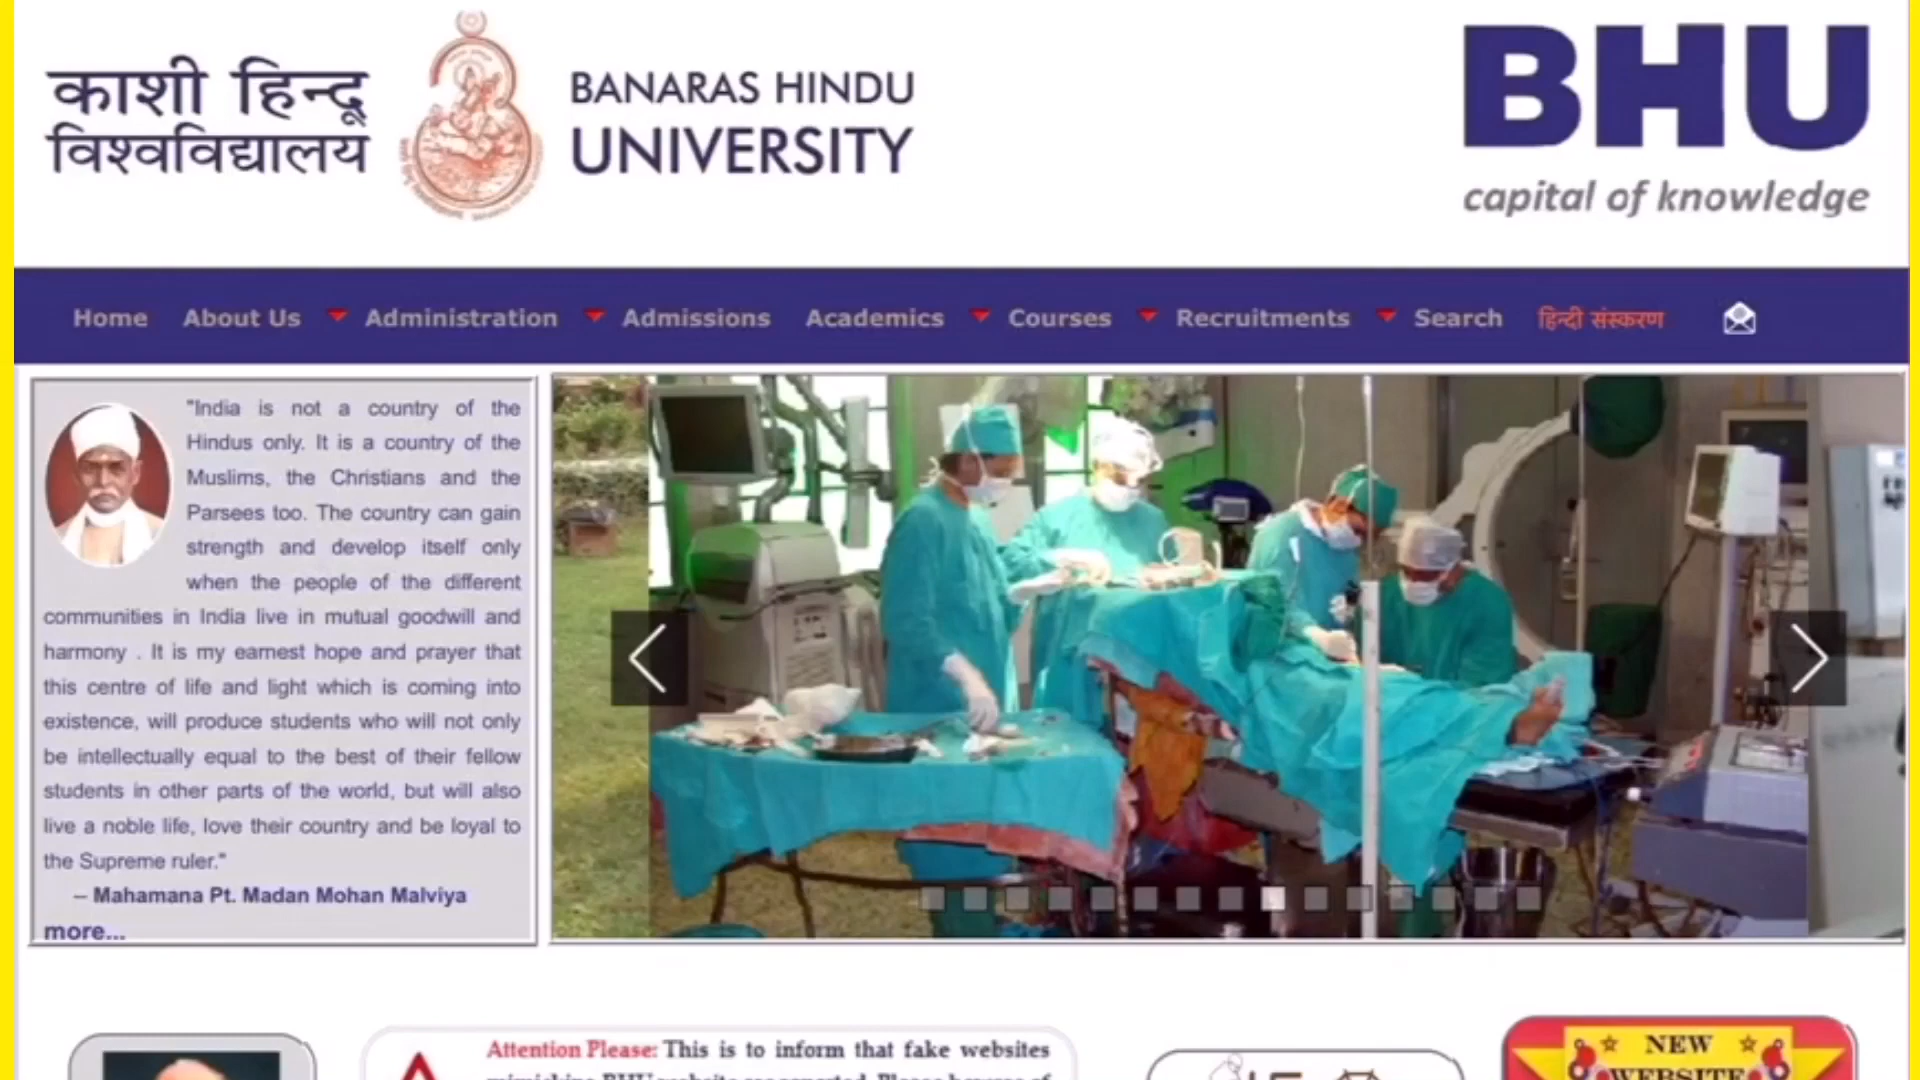 काशी हिन्दू
विश्वविद्यालय
BANARAS HINDU
UNIVERSITY
BHU
capital of knowledge
Home About Us Administration Admissions Academics Courses Recruitments Search हिन्दी संस्करण
"India is not a country of the
Hindus only. It is a country of the
Muslims, the Christians and the
Parsees too. The country can gain
strength and develop itself only
when the people of the different
communities in India live in mutual goodwill and
harmony . It is my earnest hope and prayer that
this centre of life and light which is coming into
existence, will produce students who will not only
be intellectually equal to the best of their fellow
students in other parts of the world, but will also
live a noble life, love their country and be loyal to
the Supreme ruler."
– Mahamana Pt. Madan Mohan Malviya
more...
Attention Please: This is to inform that fake websites
NEW
WEBSITE